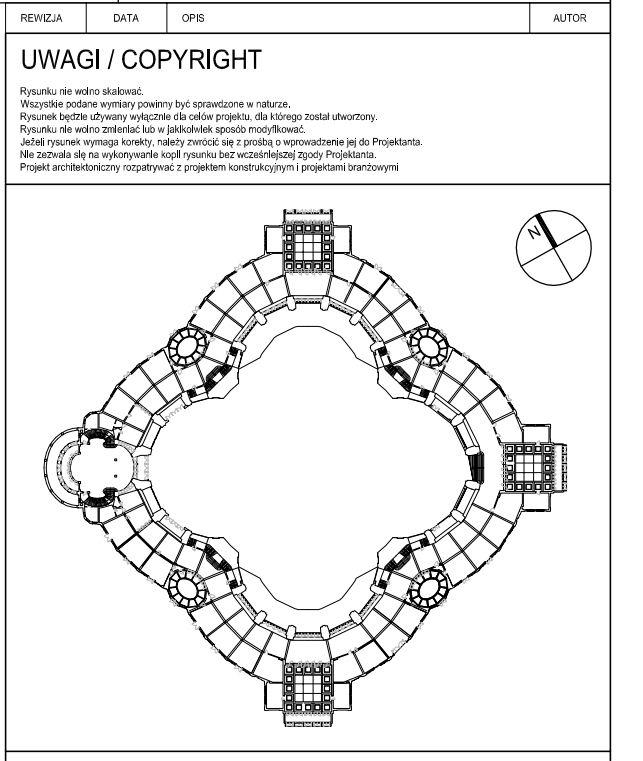 REWIZJA DATA OPIS AUTOR
UWAGI / COPYRIGHT
Rysunku nie wolno skalować.
Wszystkie podane wymiary powinny być sprawdzone w naturze.
Rysunek będzie używany wyłącznie dla celów projektu, dla którego został utworzony.
Rysunku nie wolno zmieniać lub w jakikolwiek sposób modyfikować.
Jeżeli rysunek wymaga korekty, należy zwrócić się z prośbą o wprowadzenie jej do Projektanta.
Nie zezwala się na wykonywanie kopii rysunku bez wcześniejszej zgody Projektanta.
Projekt architektoniczny rozpatrywać z projektem konstrukcyjnym i projektami branżowymi
N